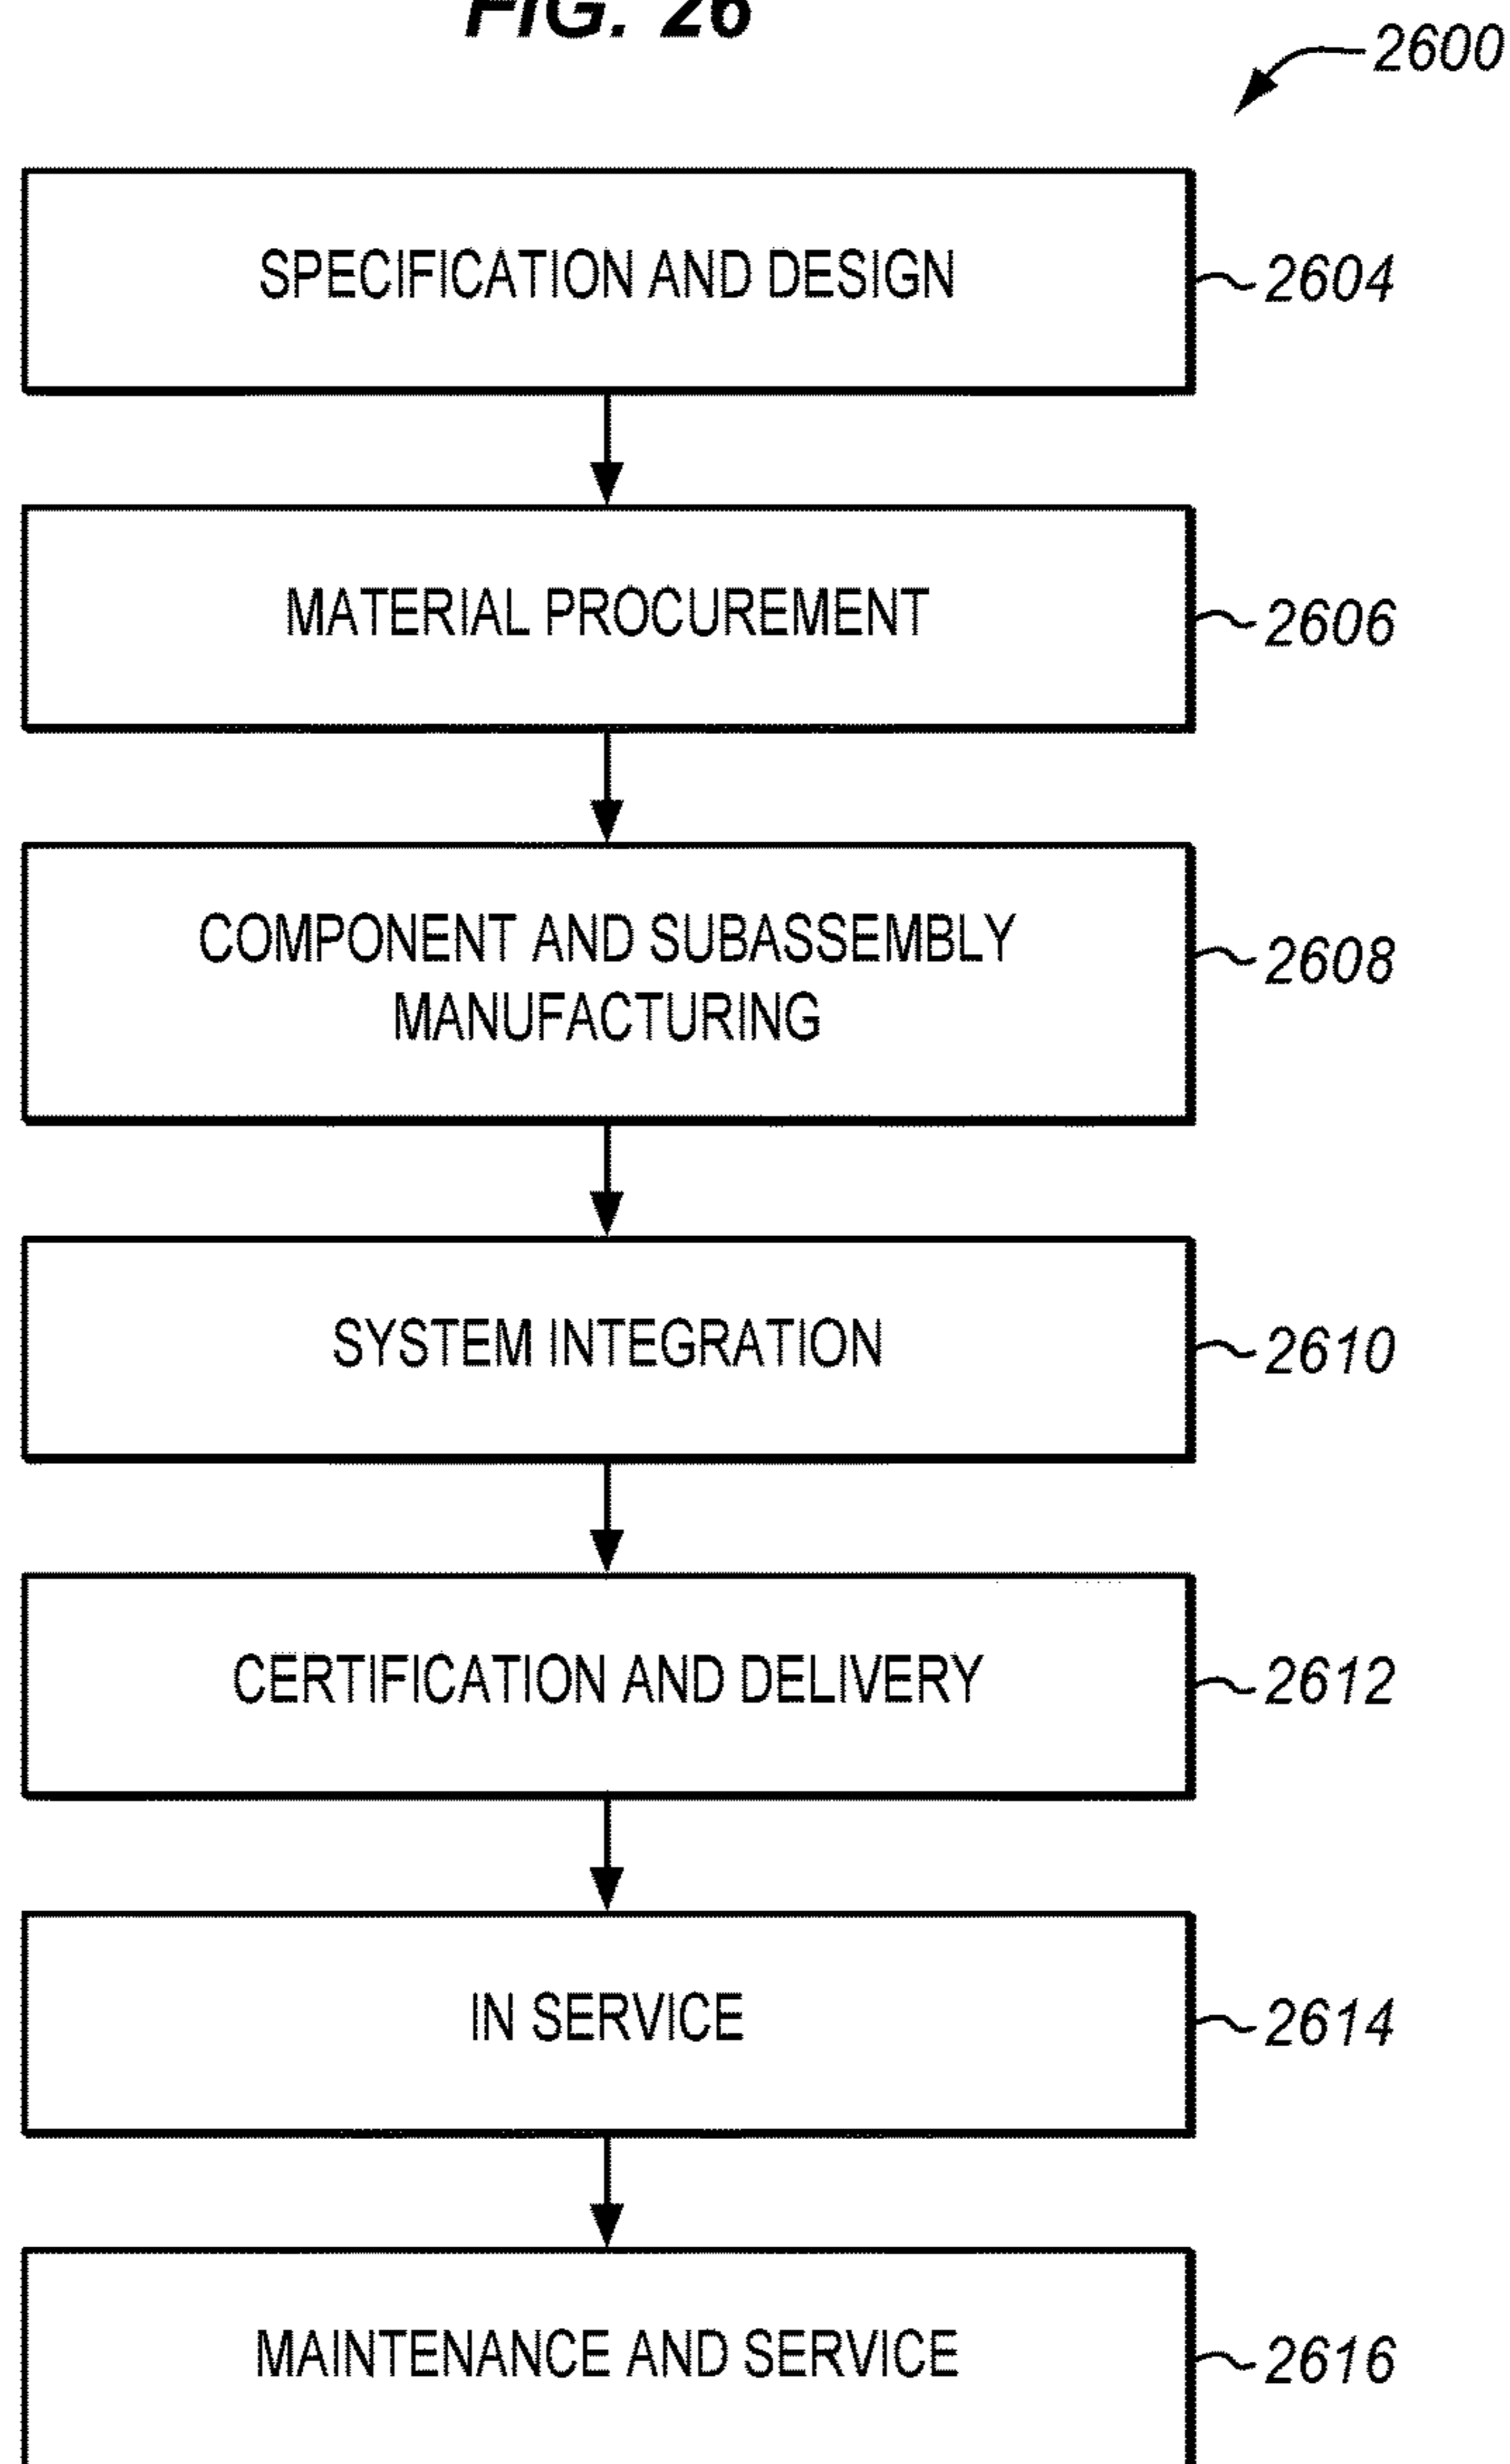 FIG. 26
2600
SPECIFICATION AND DESIGN
2604
MATERIAL PROCUREMENT
2606
COMPONENT AND SUBASSEMBLY
MANUFACTURING
2608
SYSTEM INTEGRATION
2610
CERTIFICATION AND DELIVERY
2612
IN SERVICE
2614
MAINTENANCE AND SERVICE
2616